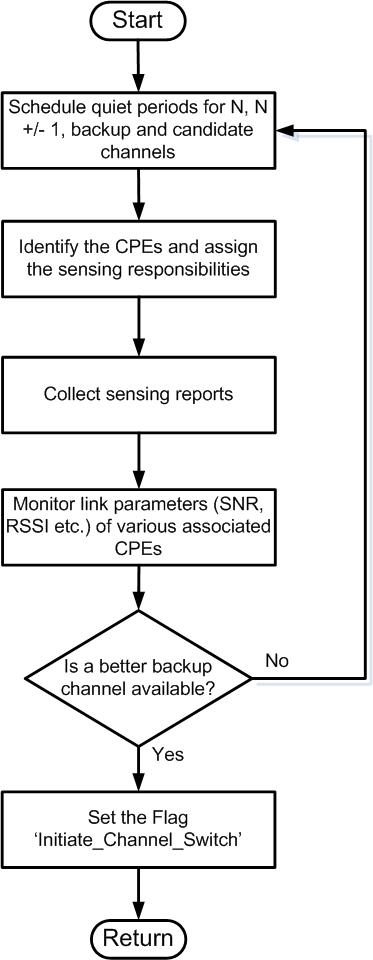 Start
Schedule quiet periods for N, N
+/- 1, backup and candidate
channels
Identify the CPEs and assign
the sensing responsibilities
Collect sensing reports
Monitor link parameters (SNR,
RSSI etc.) of various associated
CPEs
Is a better backup
channel available?
No
Yes
Set the Flag
‘Initiate_Channel_Switch’
Return